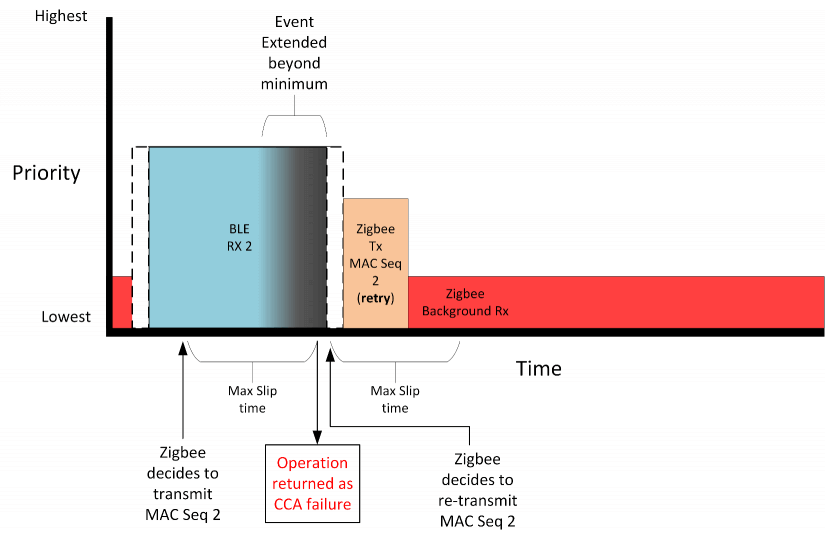 Highest
Event
Extended
beyond
minimum
Priority
BLE
RX 2
Zigbee
Tx
MAC Seq
2
(retry)
Zigbee
Background Rx
Lowest
Time
Max Slip
time
Max Slip
time
Zigbee
decides to
transmit
MAC Seq 2
Operation
returned as
CCA failure
Zigbee
decides to
re-transmit
MAC Seq 2